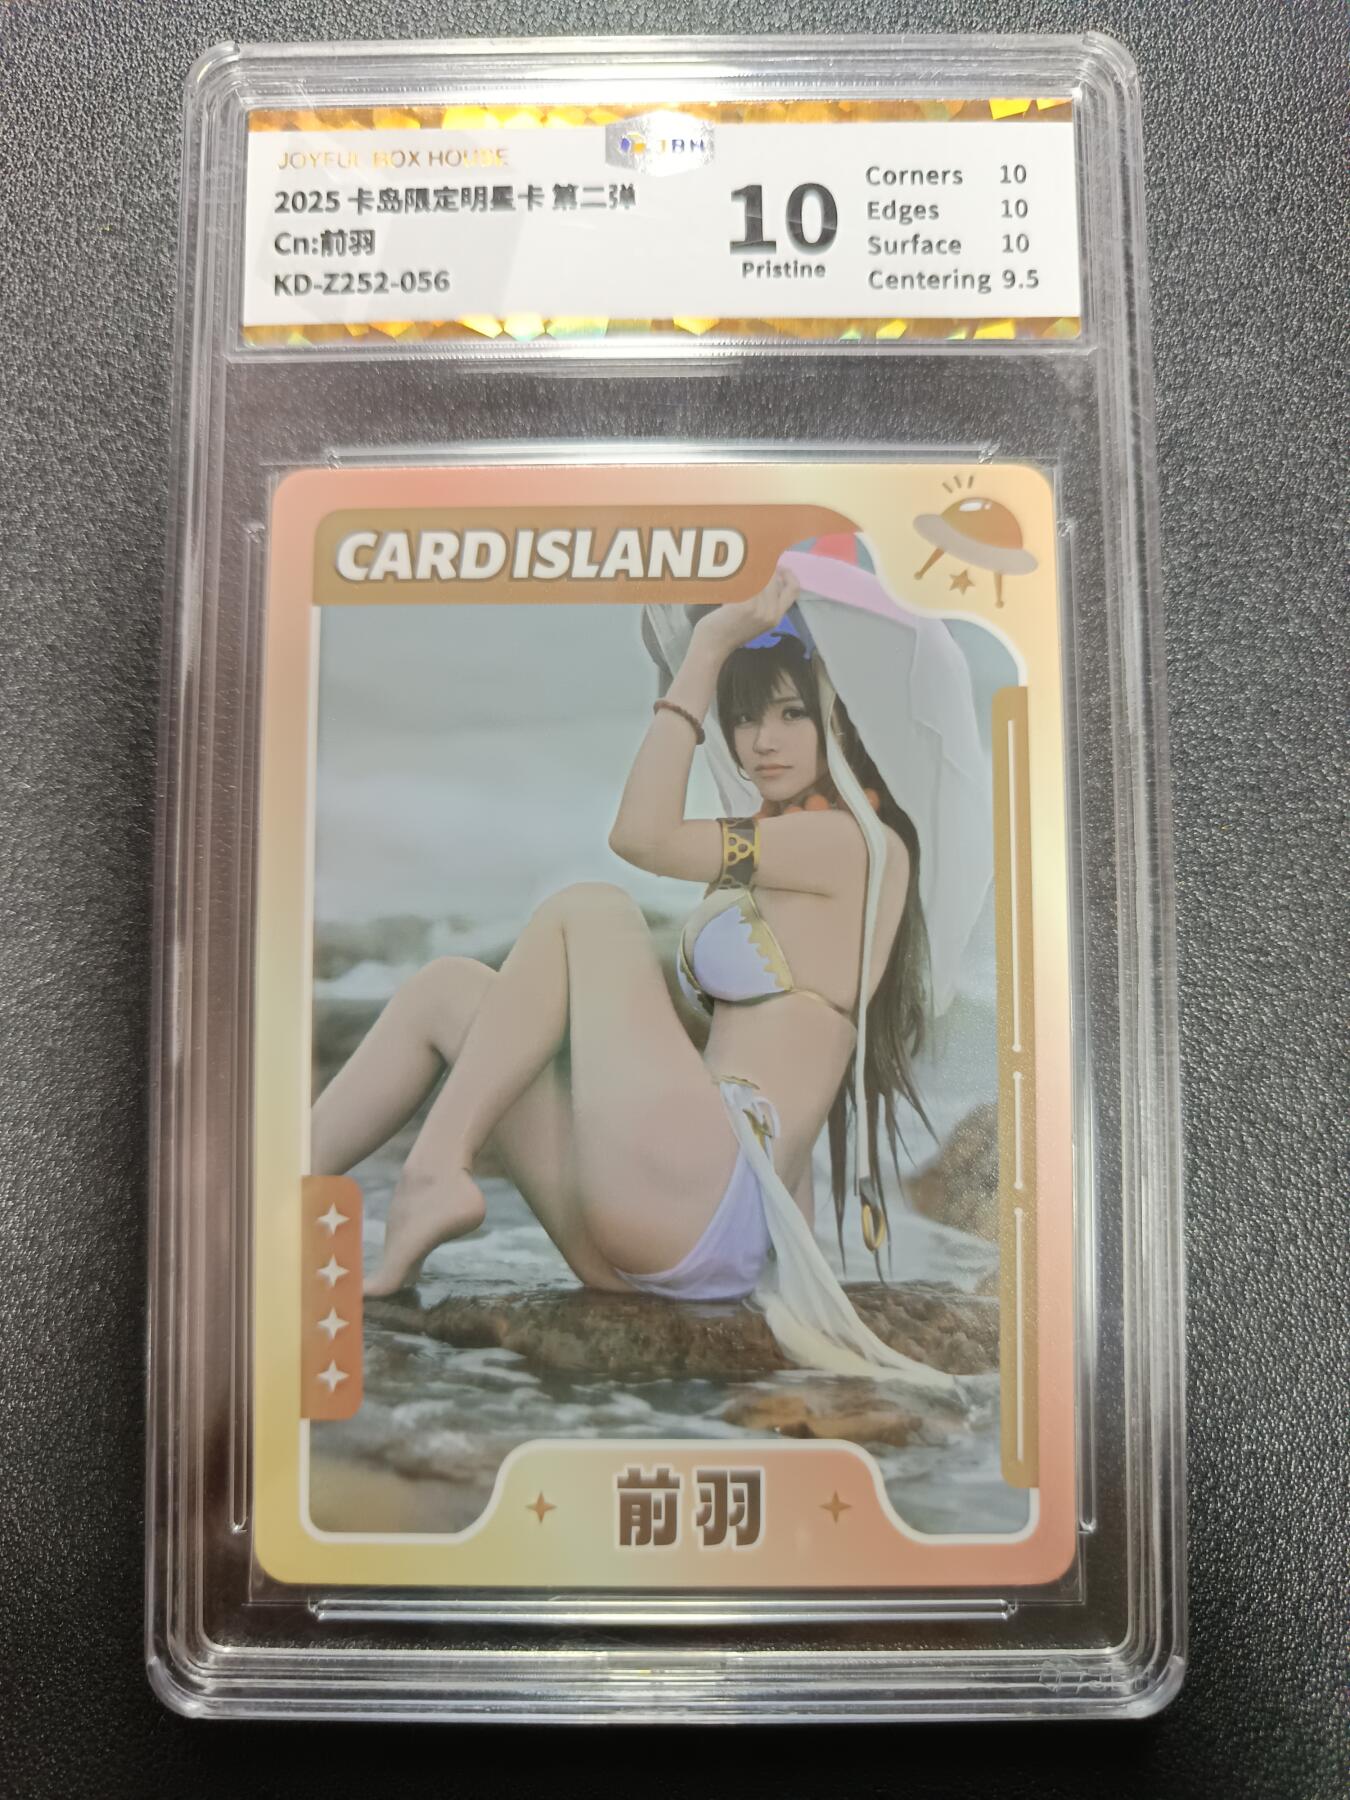 JOYFUL BOX HOUSE
JBH
2025 卡岛限定明星卡 第二弹
Cn:前羽
KD-Z252-056
10
Pristine
Corners 10
Edges 10
Surface 10
Centering 9.5
CARD ISLAND
前羽